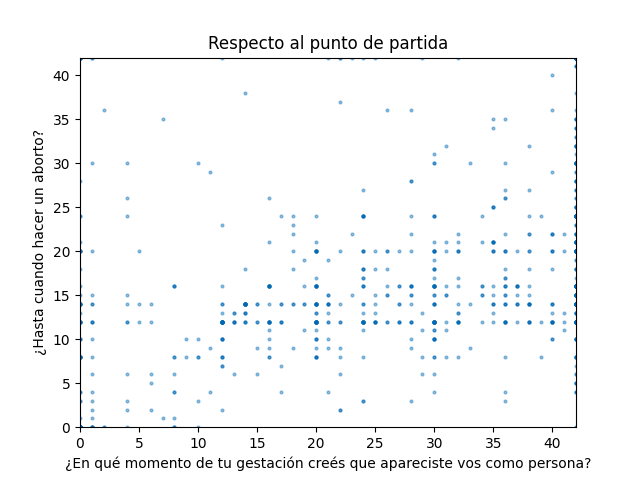 Respecto al punto de partida
¿Hasta cuando hacer un aborto?
40
35
30
25
20
15
10
5
0
0 5 10 15 20 25 30 35 40
¿En qué momento de tu gestación creés que apareciste vos como persona?